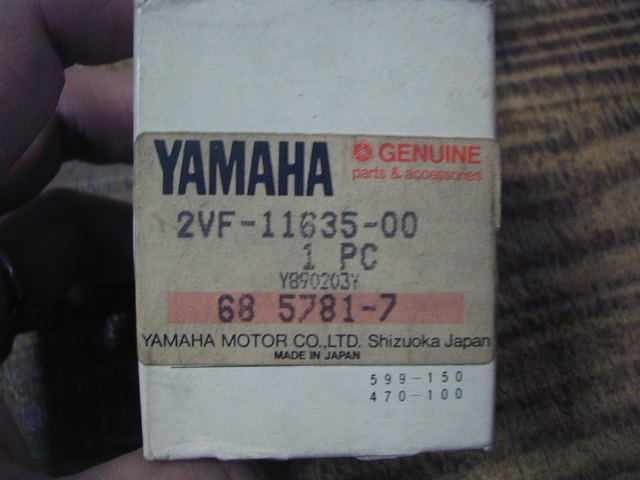 YAMAHA GENUINE
parts & accessories
2VF-11635-00
1 PC
Y890203Y
68 5781-7
YAMAHA MOTOR CO.,LTD. Shizuoka Japan
MADE IN JAPAN
599-150
470-100